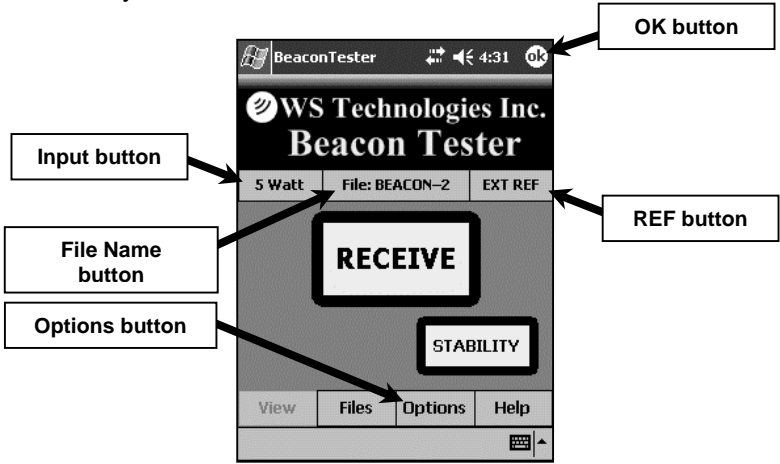 OK button
BeaconTester 4:31 ok
WS Technologies Inc.
Beacon Tester
Input button
5 Watt File: BEACON-2 EXT REF
REF button
File Name
button
RECEIVE
Options button
STABILITY
View Files Options Help